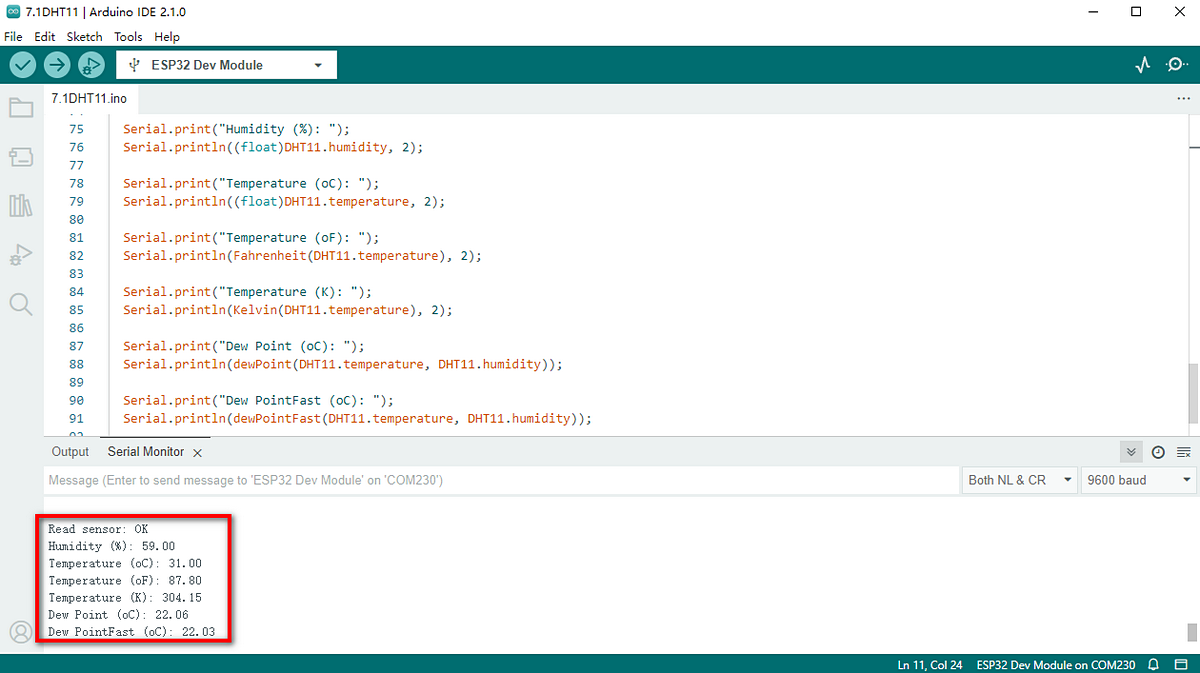 7.1DHT11 | Arduino IDE 2.1.0
File Edit Sketch Tools Help
ESP32 Dev Module
7.1DHT11.ino
75 Serial.print("Humidity (%): ");
76 Serial.println((float)DHT11.humidity, 2);
77
78 Serial.print("Temperature (oC): ");
79 Serial.println((float)DHT11.temperature, 2);
80
81 Serial.print("Temperature (oF): ");
82 Serial.println(Fahrenheit(DHT11.temperature), 2);
83
84 Serial.print("Temperature (K): ");
85 Serial.println(Kelvin(DHT11.temperature), 2);
86
87 Serial.print("Dew Point (oC): ");
88 Serial.println(dewPoint(DHT11.temperature, DHT11.humidity));
89
90 Serial.print("Dew PointFast (oC): ");
91 Serial.println(dewPointFast(DHT11.temperature, DHT11.humidity));
Output Serial Monitor
Message (Enter to send message to 'ESP32 Dev Module' on 'COM230') Both NL & CR 9600 baud
Read sensor: OK
Humidity (%): 59.00
Temperature (oC): 31.00
Temperature (oF): 87.80
Temperature (K): 304.15
Dew Point (oC): 22.06
Dew PointFast (oC): 22.03
Ln 11, Col 24 ESP32 Dev Module on COM230